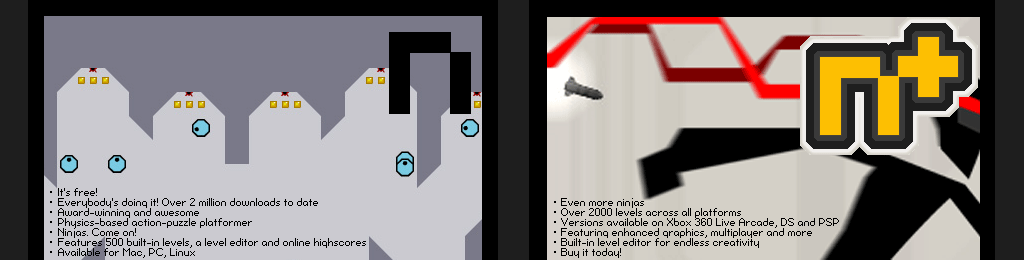 n
• It's free!
• Everybody's doing it! Over 2 million downloads to date
• Award-winning and awesome
• Physics-based action-puzzle platformer
• Ninjas. Come on!
• Features 500 built-in levels, a level editor and online highscores
• Available for Mac, PC, Linux
n+
• Even more ninjas
• Over 2000 levels across all platforms
• Versions available on Xbox 360 Live Arcade, DS and PSP
• Featuring enhanced graphics, multiplayer and more
• Built-in level editor for endless creativity
• Buy it today!